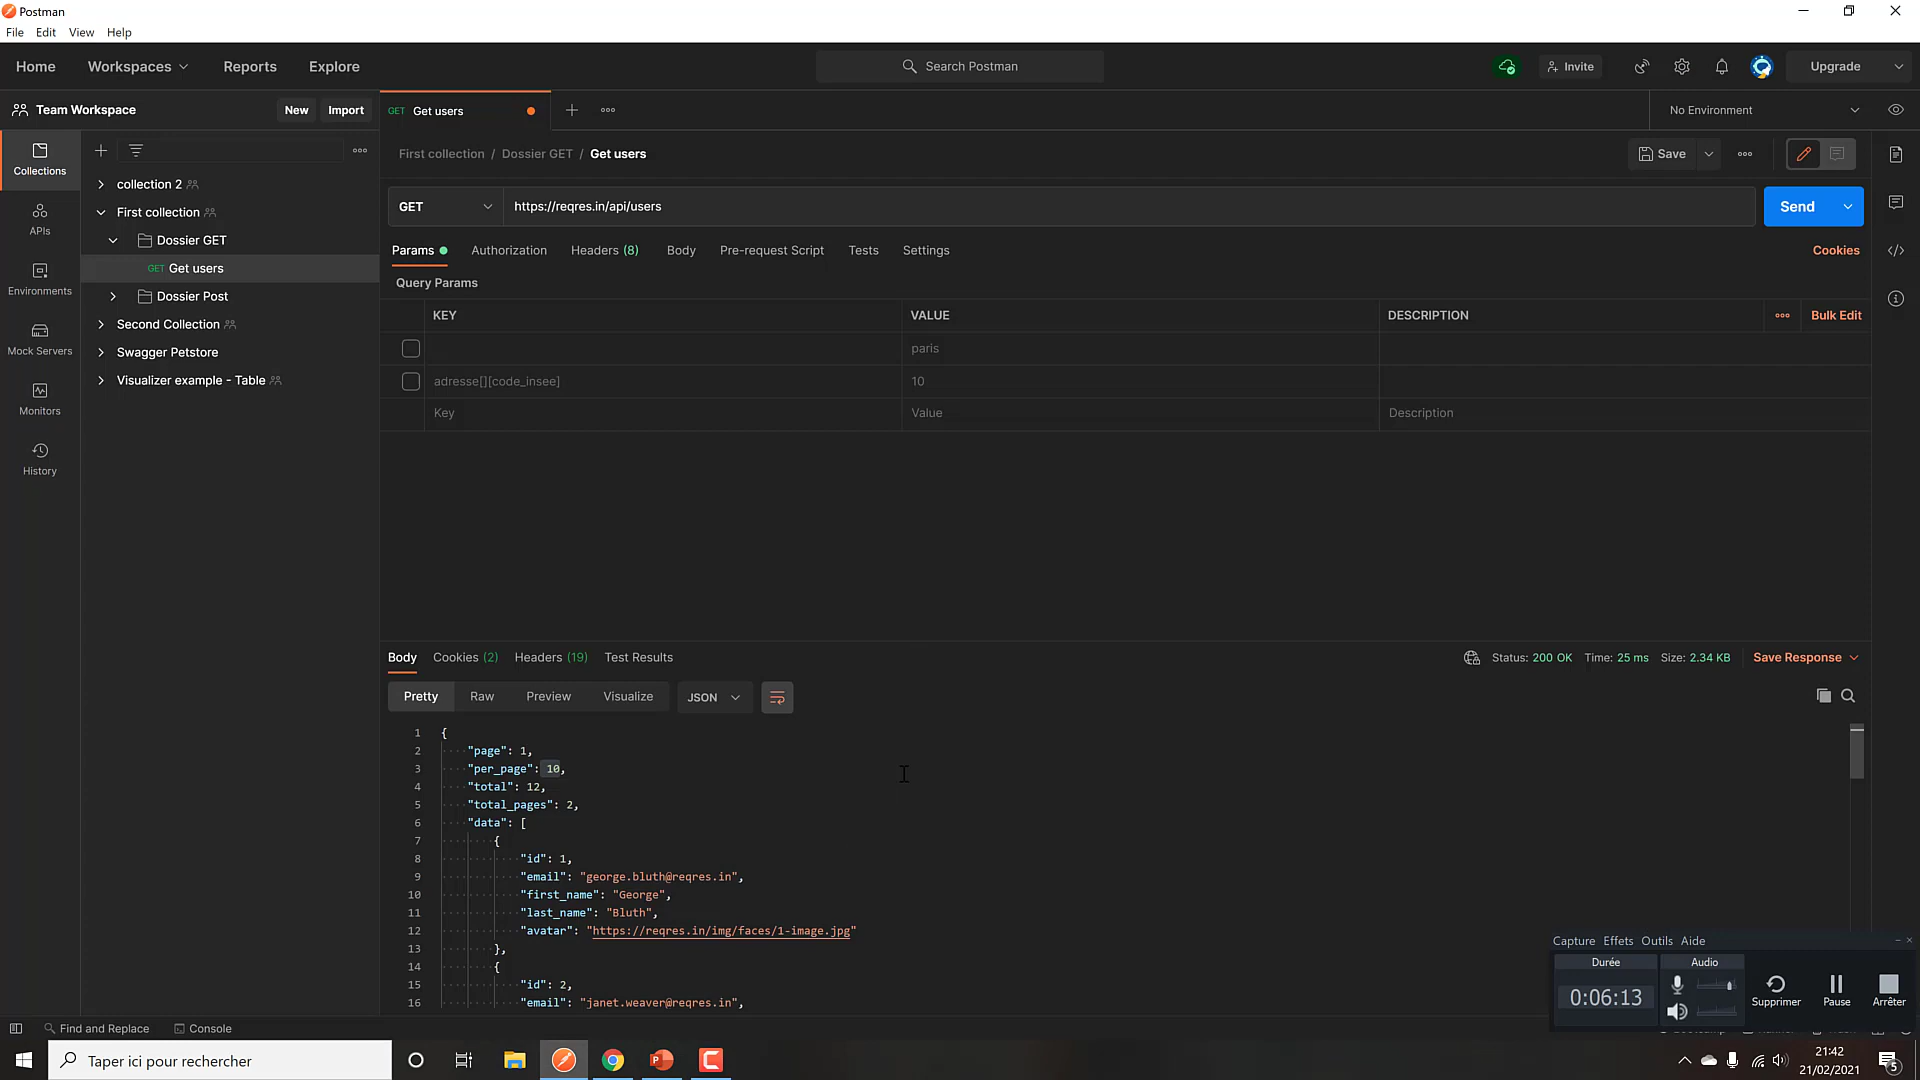 Postman
File Edit View Help
Home Workspaces Reports Explore Search Postman Invite Upgrade
Team Workspace New Import GET Get users No Environment
Collections
APIs
Environments
Mock Servers
Monitors
History
collection 2
First collection
Dossier GET
GET Get users
Dossier Post
Second Collection
Swagger Petstore
Visualizer example - Table
First collection / Dossier GET / Get users Save
GET https://reqres.in/api/users Send
Params Authorization Headers (8) Body Pre-request Script Tests Settings Cookies
Query Params
KEY VALUE DESCRIPTION Bulk Edit
paris
adresse[][code_insee] 10
Key Value Description
Body Cookies (2) Headers (19) Test Results Status: 200 OK Time: 25 ms Size: 2.34 KB Save Response
Pretty Raw Preview Visualize JSON
1 {
2 "page": 1,
3 "per_page": 10,
4 "total": 12,
5 "total_pages": 2,
6 "data": [
7 {
8 "id": 1,
9 "email": "george.bluth@reqres.in",
10 "first_name": "George",
11 "last_name": "Bluth",
12 "avatar": "https://reqres.in/img/faces/1-image.jpg"
13 },
14 {
15 "id": 2,
16 "email": "janet.weaver@reqres.in",
Capture Effets Outils Aide
Durée Audio
0:06:13 Supprimer Pause Arrêter
Find and Replace Console
Taper ici pour rechercher
21:42
21/02/2021
5